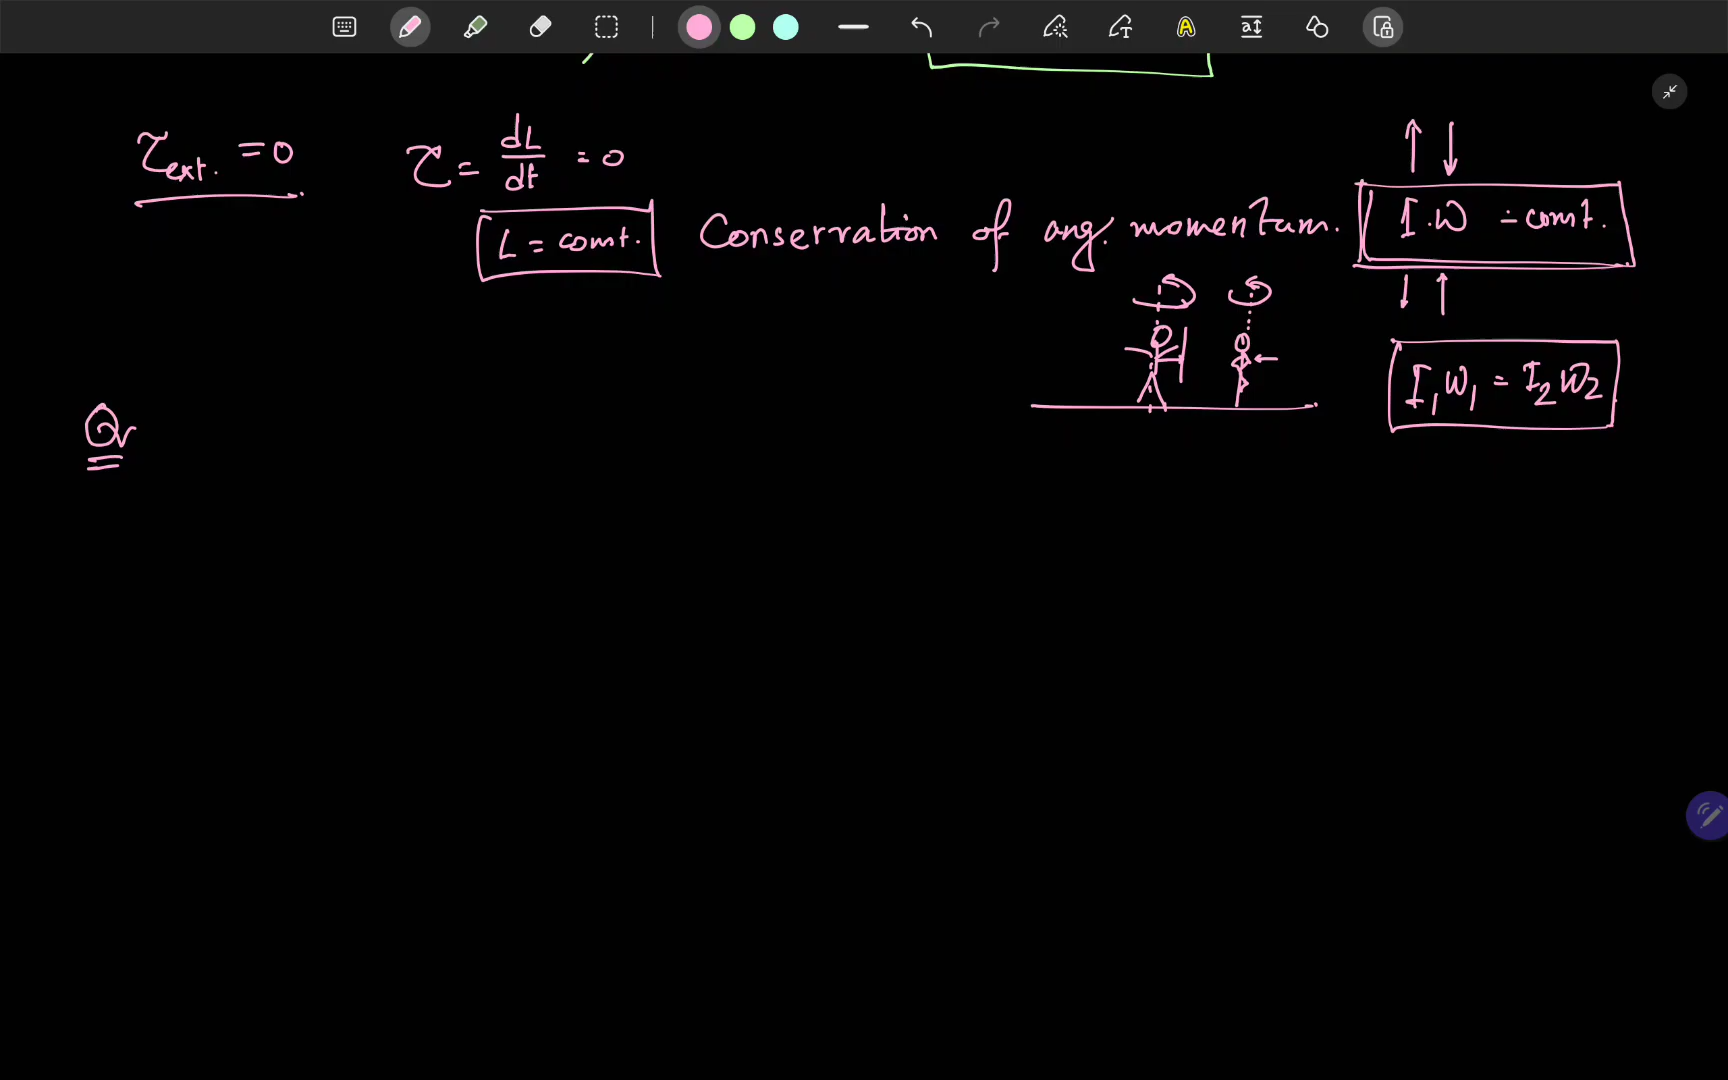 τext. = 0
τ = dL/dt = 0
L = const.
Conservation of ang. momentum.
I.ω = const.
I₁ω₁ = I₂ω₂
Q